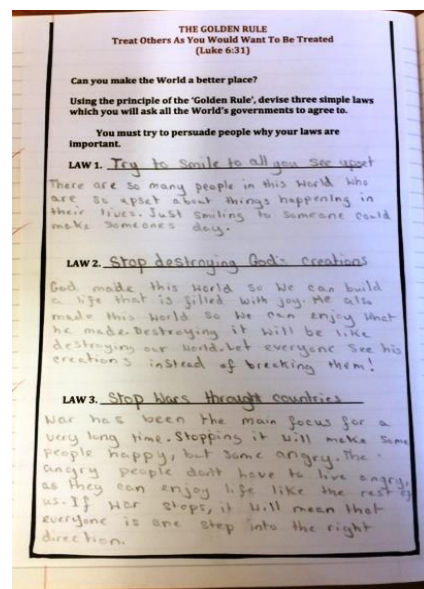 THE GOLDEN RULE
Treat Others As You Would Want To Be Treated
(Luke 6:31)
Can you make the World a better place?
Using the principle of the 'Golden Rule', devise three simple laws
which you will ask all the World's governments to agree to.
You must try to persuade people why your laws are
important.
LAW 1. Try to smile to all you see upset
There are so many people in this world who
are so upset about things happening in
their lives. Just smiling to someone could
make someones day.
LAW 2. Stop destroying God's creations
God made this world so we can build
a life that is filled with joy. He also
made this world so we can enjoy what
he made. Destroying it will be like
destroying our world. Let everyone see his
creations instead of breaking them!
LAW 3. Stop wars throught countries
War has been the main focus for a
very long time. Stopping it will make some
people happy, but some angry. The
angry people dont have to live angry,
as they can enjoy life like the rest of
us. If war stops, it will mean that
everyone is one step into the right
direction.